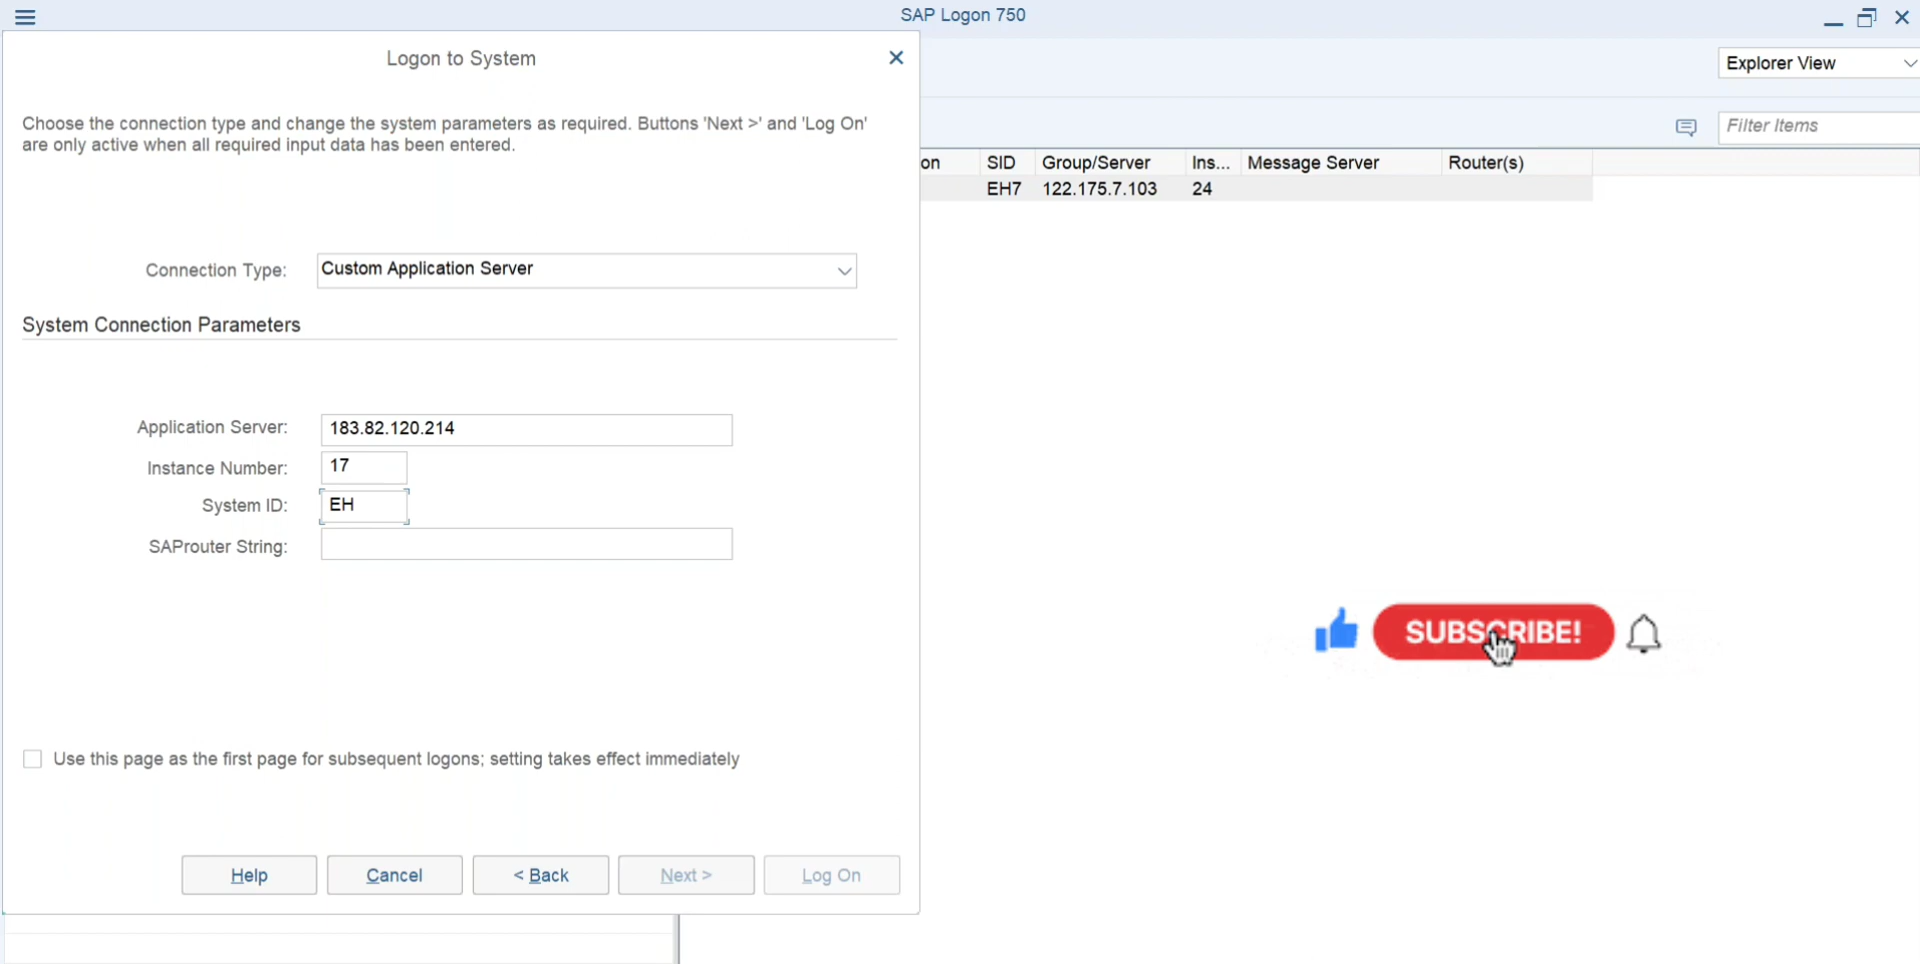 SAP Logon 750
Logon to System
Explorer View
Choose the connection type and change the system parameters as required. Buttons 'Next >' and 'Log On'
are only active when all required input data has been entered.
Filter Items
on SID Group/Server Ins... Message Server Router(s)
EH7 122.175.7.103 24
Connection Type: Custom Application Server
System Connection Parameters
Application Server: 183.82.120.214
Instance Number: 17
System ID: EH
SAProuter String:
SUBSCRIBE!
Use this page as the first page for subsequent logons; setting takes effect immediately
Help Cancel < Back Next > Log On